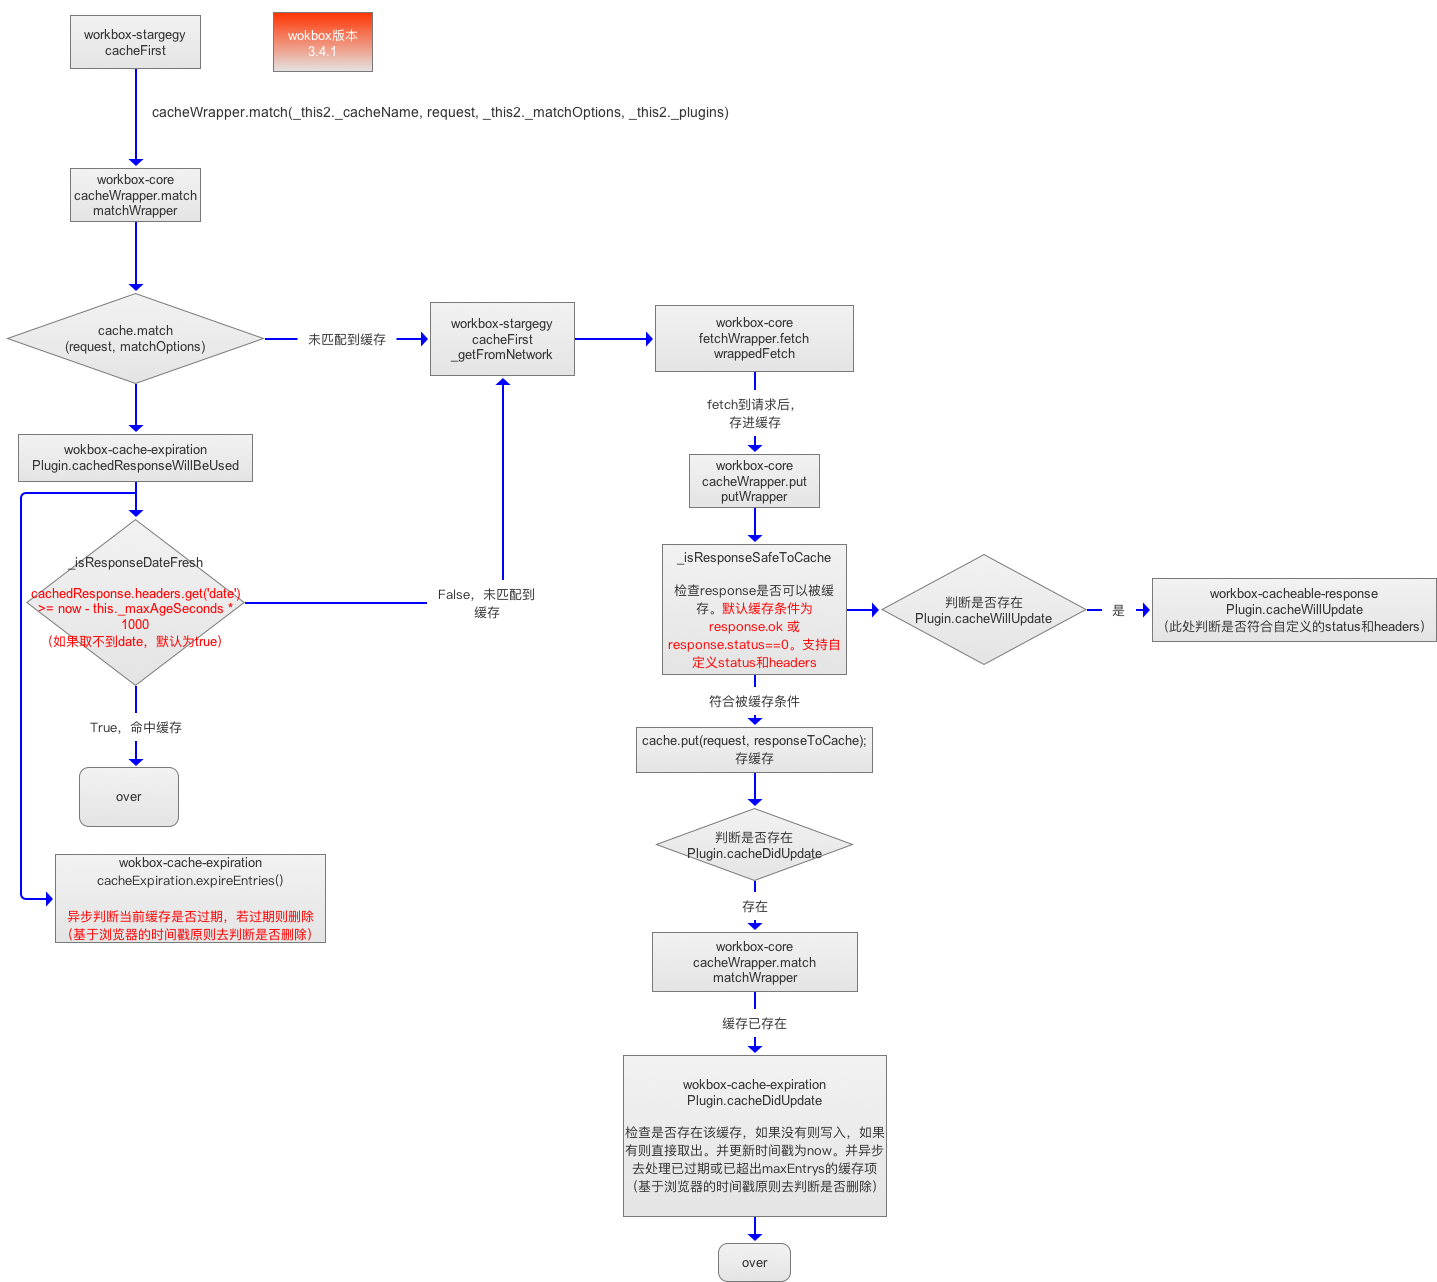 workbox-stargegy
cacheFirst
wokbox版本
3.4.1
cacheWrapper.match(_this2._cacheName, request, _this2._matchOptions, _this2._plugins)
workbox-core
cacheWrapper.match
matchWrapper
cache.match
(request, matchOptions)
未匹配到缓存
workbox-stargegy
cacheFirst
_getFromNetwork
workbox-core
fetchWrapper.fetch
wrappedFetch
fetch到请求后，
存进缓存
wokbox-cache-expiration
Plugin.cachedResponseWillBeUsed
workbox-core
cacheWrapper.put
putWrapper
_isResponseDateFresh
cachedResponse.headers.get('date')
>= now - this._maxAgeSeconds *
1000
（如果取不到date，默认为true）
False，未匹配到
缓存
_isResponseSafeToCache
检查response是否可以被缓
存。默认缓存条件为
response.ok 或
response.status==0。支持自
定义status和headers
判断是否存在
Plugin.cacheWillUpdate
是
workbox-cacheable-response
Plugin.cacheWillUpdate
（此处判断是否符合自定义的status和headers）
True，命中缓存
over
符合被缓存条件
cache.put(request, responseToCache);
存缓存
判断是否存在
Plugin.cacheDidUpdate
wokbox-cache-expiration
cacheExpiration.expireEntries()
异步判断当前缓存是否过期，若过期则删除
（基于浏览器的时间戳原则去判断是否删除）
存在
workbox-core
cacheWrapper.match
matchWrapper
缓存已存在
wokbox-cache-expiration
Plugin.cacheDidUpdate
检查是否存在该缓存，如果没有则写入，如果
有则直接取出。并更新时间戳为now。并异步
去处理已过期或已超出maxEntrys的缓存项
（基于浏览器的时间戳原则去判断是否删除）
over